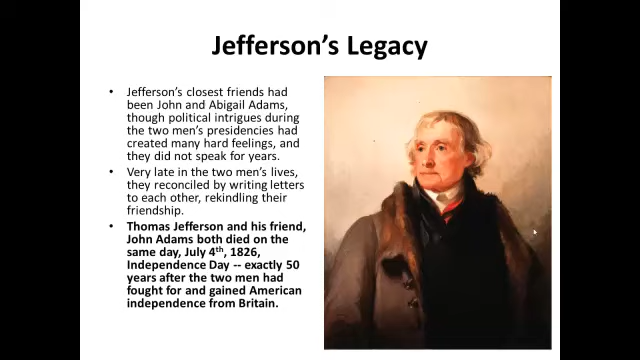 Jefferson's Legacy
• Jefferson's closest friends had
been John and Abigail Adams,
though political intrigues during
the two men's presidencies had
created many hard feelings, and
they did not speak for years.
• Very late in the two men's lives,
they reconciled by writing letters
to each other, rekindling their
friendship.
• Thomas Jefferson and his friend,
John Adams both died on the
same day, July 4th, 1826,
Independence Day -- exactly 50
years after the two men had
fought for and gained American
independence from Britain.